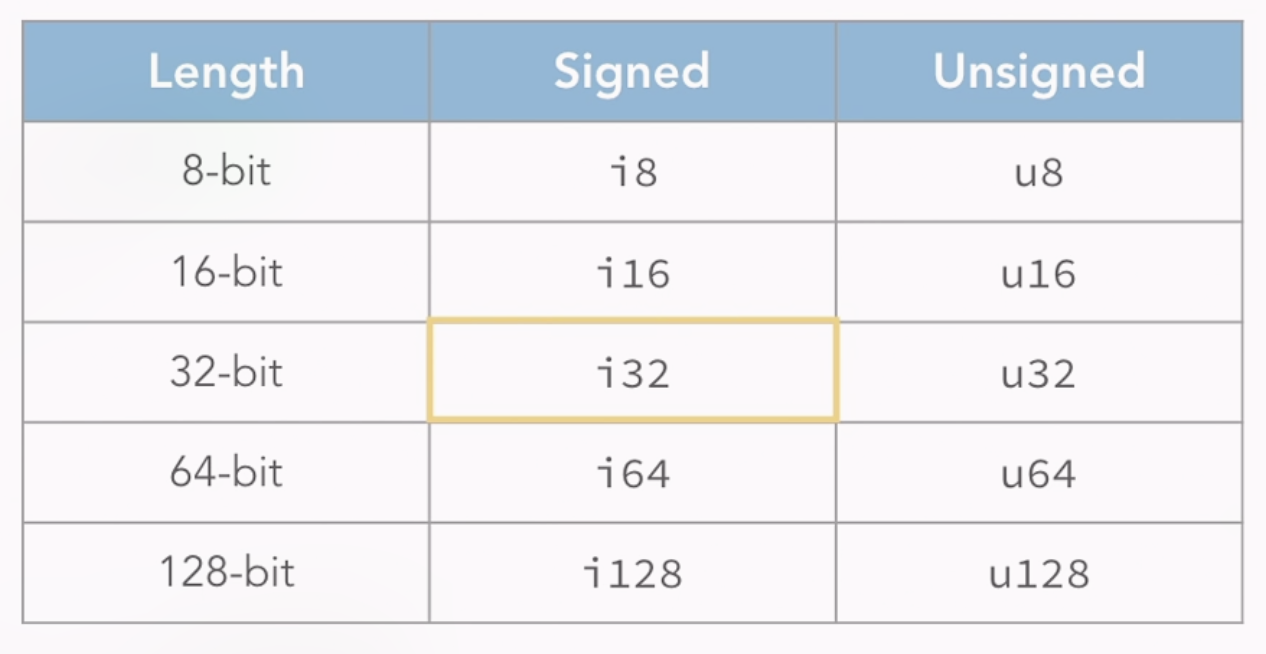 Length Signed Unsigned
8-bit i8 u8
16-bit i16 u16
32-bit i32 u32
64-bit i64 u64
128-bit i128 u128